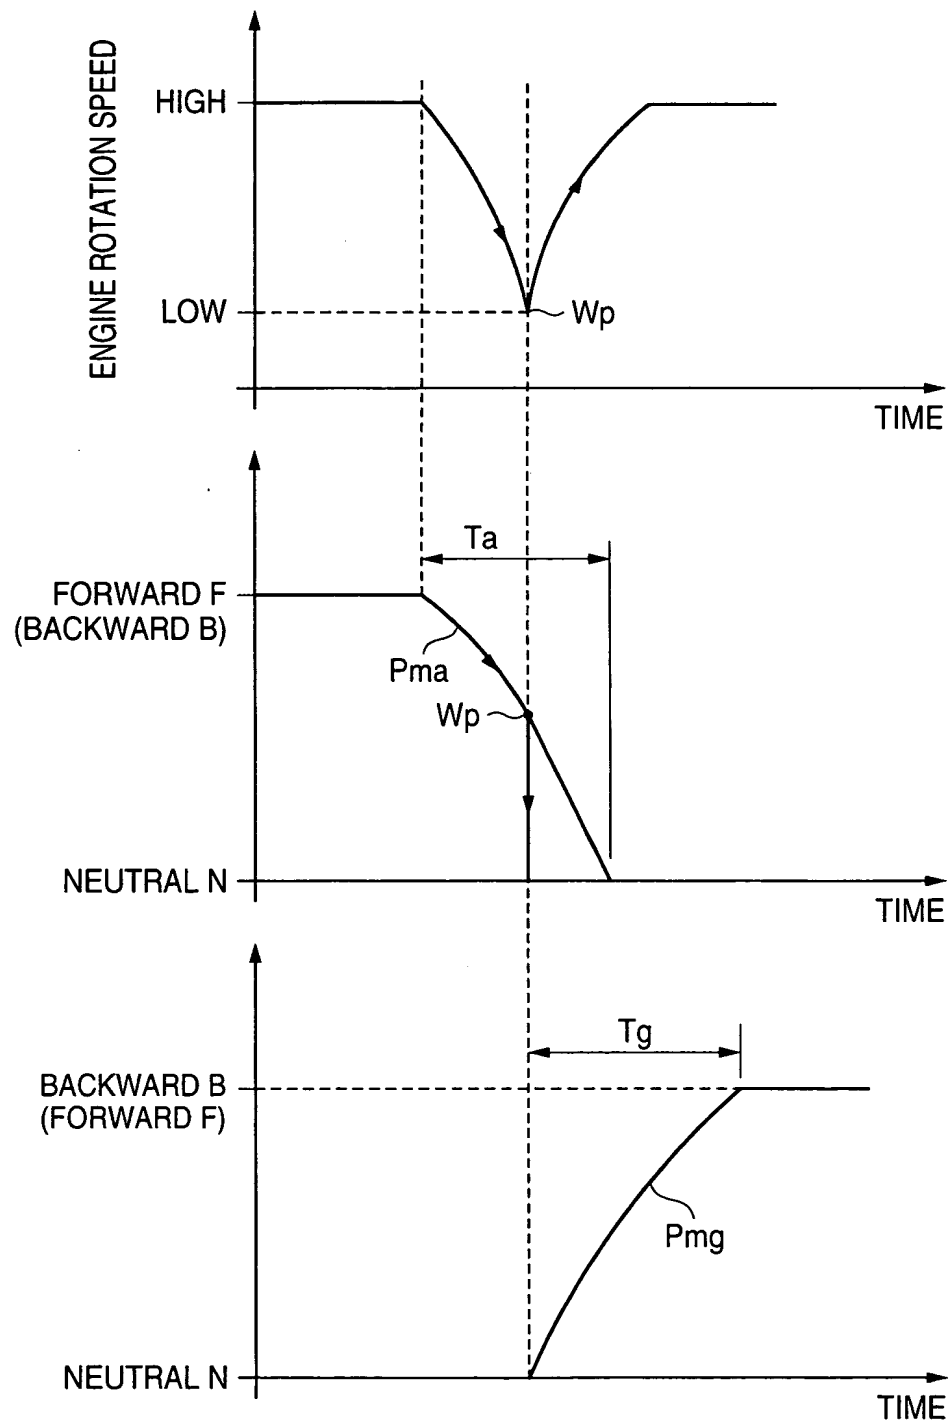 ENGINE ROTATION SPEED
HIGH
LOW
Wp
TIME
Ta
FORWARD F
(BACKWARD B)
Pma
Wp
NEUTRAL N
TIME
Tg
BACKWARD B
(FORWARD F)
Pmg
NEUTRAL N
TIME